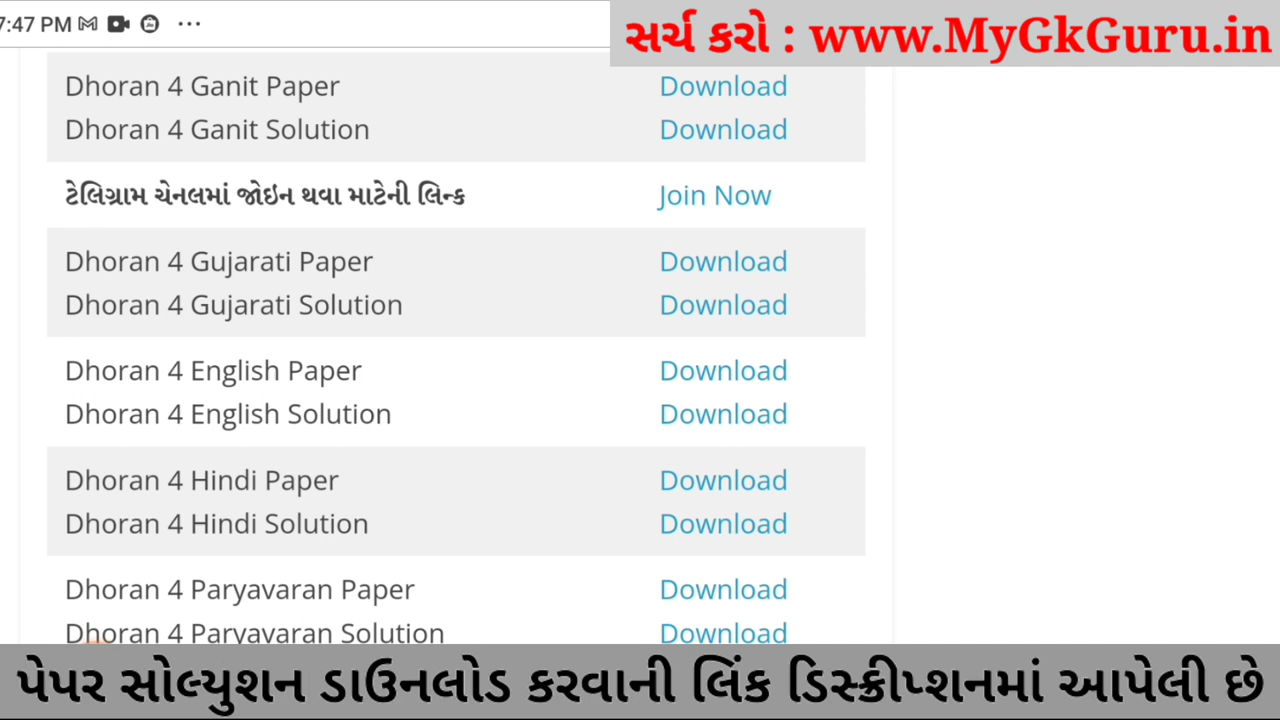 7:47 PM
સર્ચ કરો : www.MyGkGuru.in
Dhoran 4 Ganit Paper Download
Dhoran 4 Ganit Solution Download
ટેલિગ્રામ ચેનલમાં જોઇન થવા માટેની લિન્ક Join Now
Dhoran 4 Gujarati Paper Download
Dhoran 4 Gujarati Solution Download
Dhoran 4 English Paper Download
Dhoran 4 English Solution Download
Dhoran 4 Hindi Paper Download
Dhoran 4 Hindi Solution Download
Dhoran 4 Paryavaran Paper Download
Dhoran 4 Paryavaran Solution Download
પેપર સોલ્યુશન ડાઉનલોડ કરવાની લિંક ડિસ્ક્રીપ્શનમાં આપેલી છે